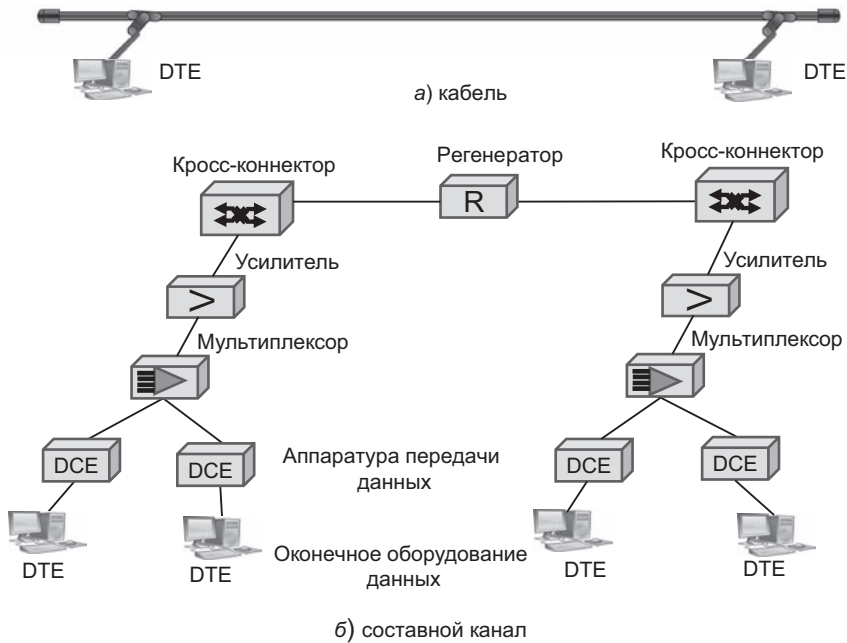 DTE
DTE
а) кабель
Кросс-коннектор
Регенератор
Кросс-коннектор
R
Усилитель
Усилитель
>
>
Мультиплексор
Мультиплексор
DCE
DCE
DCE
DCE
Аппаратура передачи
данных
DTE
DTE
DTE
DTE
Оконечное оборудование
данных
б) составной канал